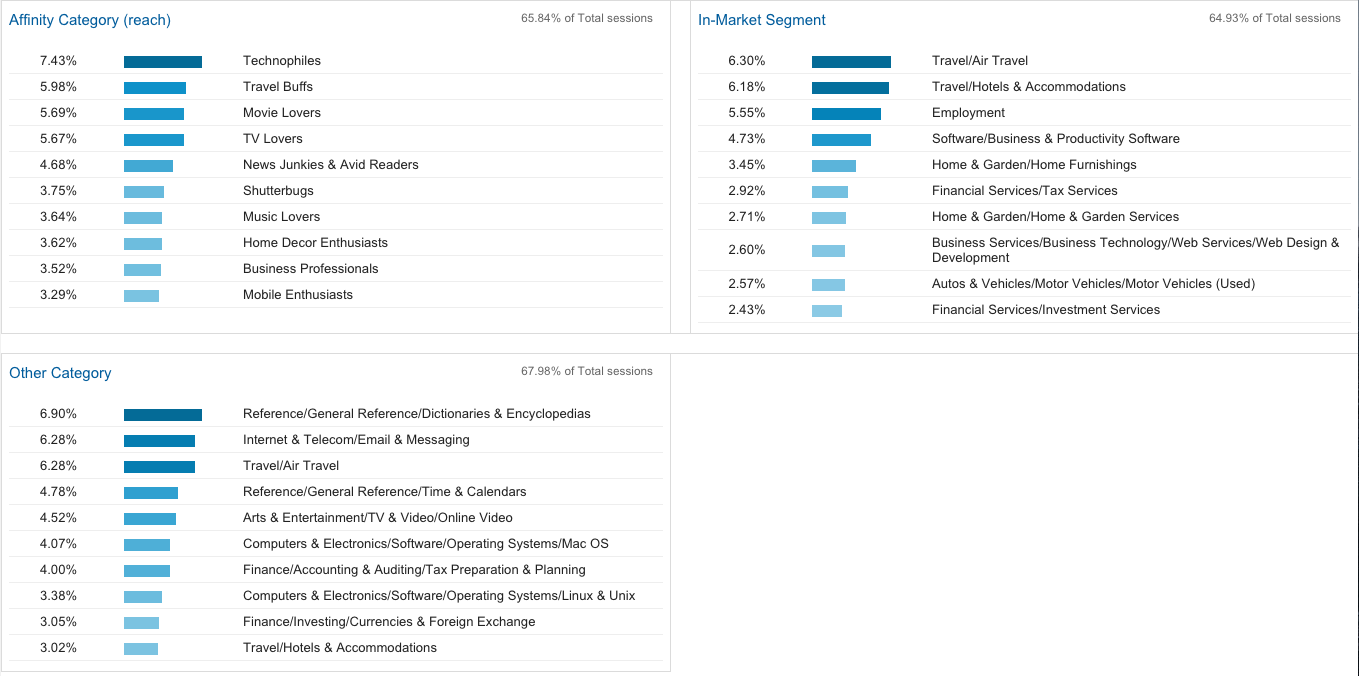 Affinity Category (reach) 65.84% of Total sessions
7.43% Technophiles
5.98% Travel Buffs
5.69% Movie Lovers
5.67% TV Lovers
4.68% News Junkies & Avid Readers
3.75% Shutterbugs
3.64% Music Lovers
3.62% Home Decor Enthusiasts
3.52% Business Professionals
3.29% Mobile Enthusiasts
In-Market Segment 64.93% of Total sessions
6.30% Travel/Air Travel
6.18% Travel/Hotels & Accommodations
5.55% Employment
4.73% Software/Business & Productivity Software
3.45% Home & Garden/Home Furnishings
2.92% Financial Services/Tax Services
2.71% Home & Garden/Home & Garden Services
2.60% Business Services/Business Technology/Web Services/Web Design &
Development
2.57% Autos & Vehicles/Motor Vehicles/Motor Vehicles (Used)
2.43% Financial Services/Investment Services
Other Category 67.98% of Total sessions
6.90% Reference/General Reference/Dictionaries & Encyclopedias
6.28% Internet & Telecom/Email & Messaging
6.28% Travel/Air Travel
4.78% Reference/General Reference/Time & Calendars
4.52% Arts & Entertainment/TV & Video/Online Video
4.07% Computers & Electronics/Software/Operating Systems/Mac OS
4.00% Finance/Accounting & Auditing/Tax Preparation & Planning
3.38% Computers & Electronics/Software/Operating Systems/Linux & Unix
3.05% Finance/Investing/Currencies & Foreign Exchange
3.02% Travel/Hotels & Accommodations